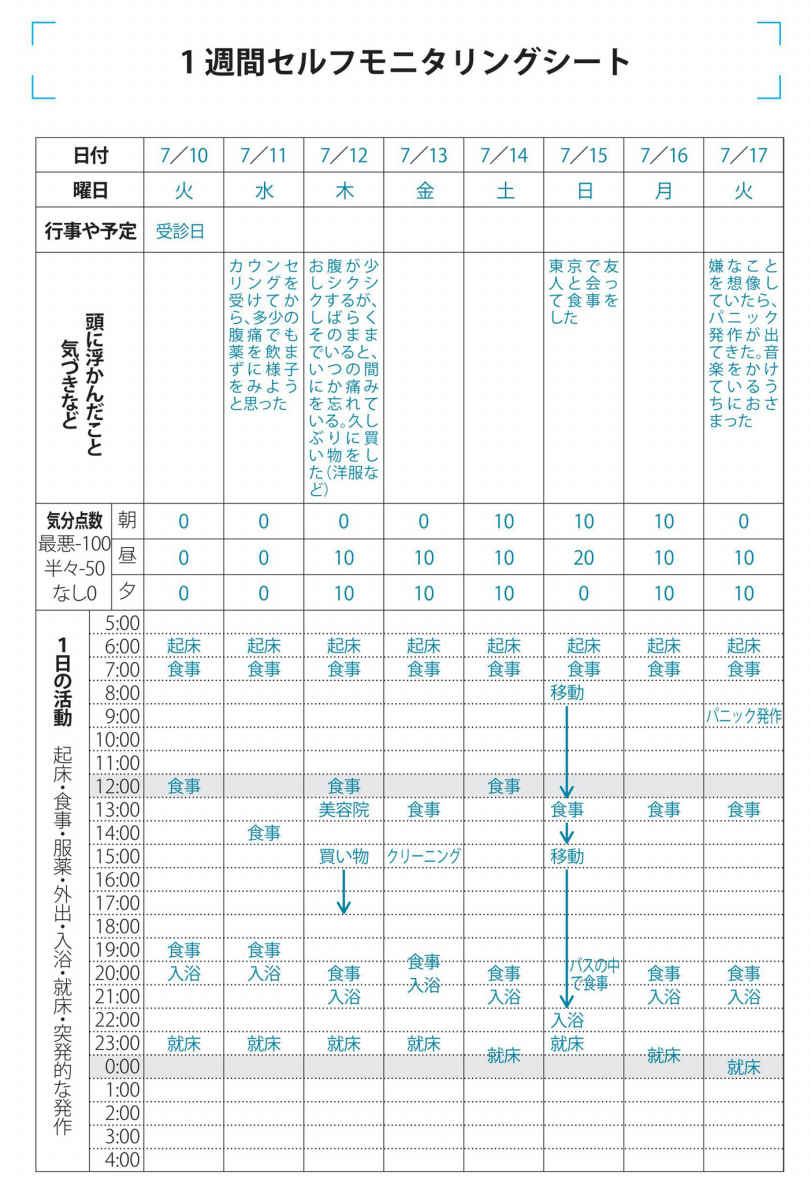 1週間セルフモニタリングシート
日付 7／10 7／11 7／12 7／13 7／14 7／15 7／16 7／17
曜日 火 水 木 金 土 日 月 火
行事や予定 受診日
頭に浮かんだこと
気づきなど
カウンセ
リングを
受けてか
ら、多少の
腹痛でも
薬を飲ま
ずに様子
をみよう
と思った
お腹が少
しシクシ
クするが、
しばらく
そのまま
でいると、
いつの間
にか痛み
を忘れて
いる。久し
ぶりに買
い物をし
た（洋服な
ど）
東京で友
人と会っ
て食事を
した
嫌なこと
を想像し
ていたら、
パニック
発作が出
てきた。音
楽をかけ
ているう
ちにおさ
まった
気分点数
最悪-100
半々-50
なし0
朝 0 0 0 0 10 10 10 0
昼 0 0 10 10 10 20 10 10
夕 0 0 10 10 10 0 10 10
1日の活動 起床・食事・服薬・外出・入浴・就床・突発的な発作
5:00
6:00 起床 起床 起床 起床 起床 起床 起床 起床
7:00 食事 食事 食事 食事 食事 食事 食事 食事
8:00 移動
9:00 パニック発作
10:00
11:00
12:00 食事 食事 食事
13:00 美容院 食事 食事 食事 食事
14:00 食事
15:00 買い物 クリーニング 移動
16:00
17:00
18:00
19:00 食事 食事
食事 バスの中
20:00 入浴 入浴 食事 食事 食事 食事
入浴 で食事
21:00 入浴 入浴 入浴 入浴
22:00 入浴
23:00 就床 就床 就床 就床 就床
就床 就床
0:00 就床
1:00
2:00
3:00
4:00